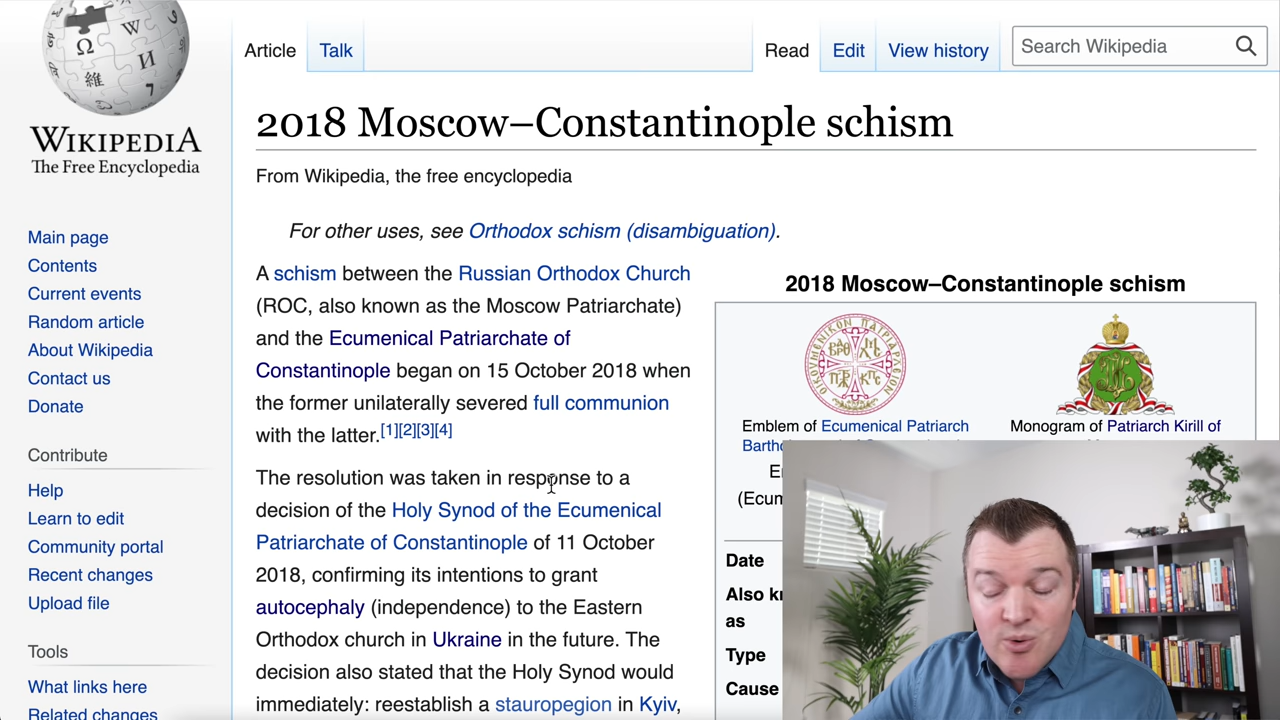 WIKIPEDIA
The Free Encyclopedia
Main page
Contents
Current events
Random article
About Wikipedia
Contact us
Donate
Contribute
Help
Learn to edit
Community portal
Recent changes
Upload file
Tools
What links here
Related changes
Article Talk
Read Edit View history
Search Wikipedia
2018 Moscow–Constantinople schism
From Wikipedia, the free encyclopedia
For other uses, see Orthodox schism (disambiguation).
A schism between the Russian Orthodox Church
(ROC, also known as the Moscow Patriarchate)
and the Ecumenical Patriarchate of
Constantinople began on 15 October 2018 when
the former unilaterally severed full communion
with the latter.[1][2][3][4]
The resolution was taken in response to a
decision of the Holy Synod of the Ecumenical
Patriarchate of Constantinople of 11 October
2018, confirming its intentions to grant
autocephaly (independence) to the Eastern
Orthodox church in Ukraine in the future. The
decision also stated that the Holy Synod would
immediately: reestablish a stauropegion in Kyiv,
2018 Moscow–Constantinople schism
Emblem of Ecumenical Patriarch
Monogram of Patriarch Kirill of
Date
as
Type
Cause